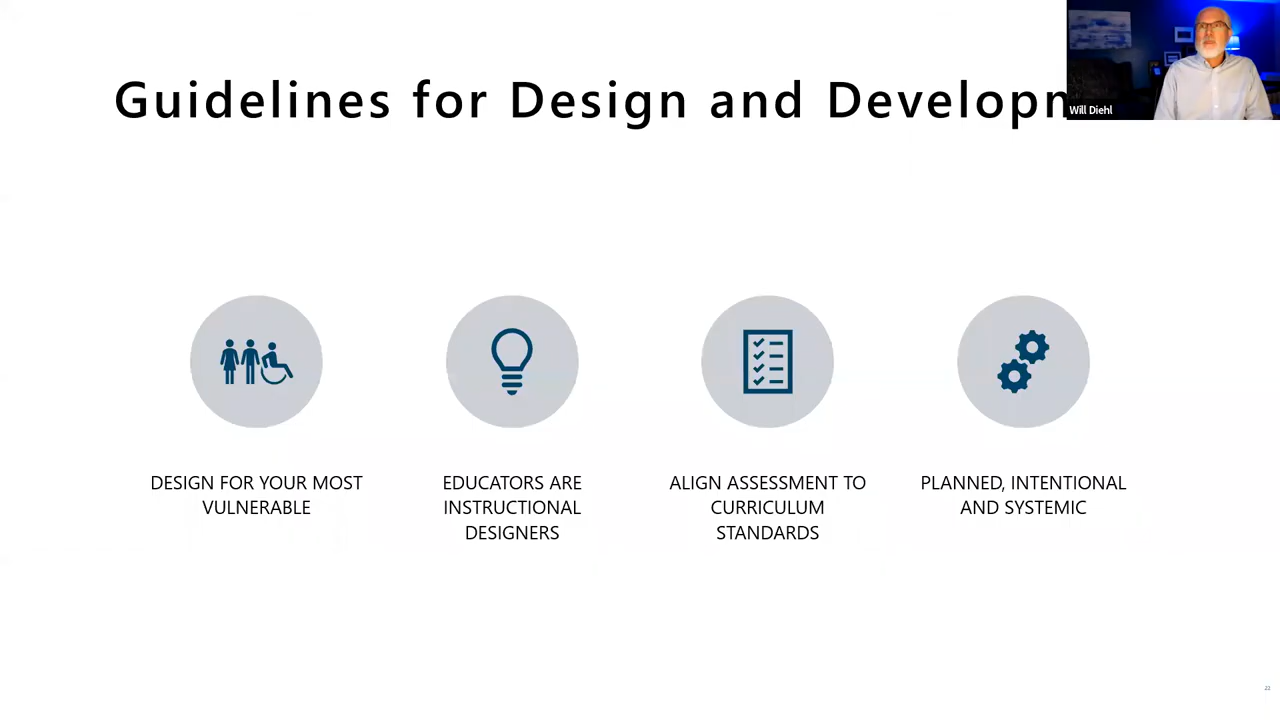 Guidelines for Design and Developm
Will Diehl
DESIGN FOR YOUR MOST
VULNERABLE
EDUCATORS ARE
INSTRUCTIONAL
DESIGNERS
ALIGN ASSESSMENT TO
CURRICULUM
STANDARDS
PLANNED, INTENTIONAL
AND SYSTEMIC
22